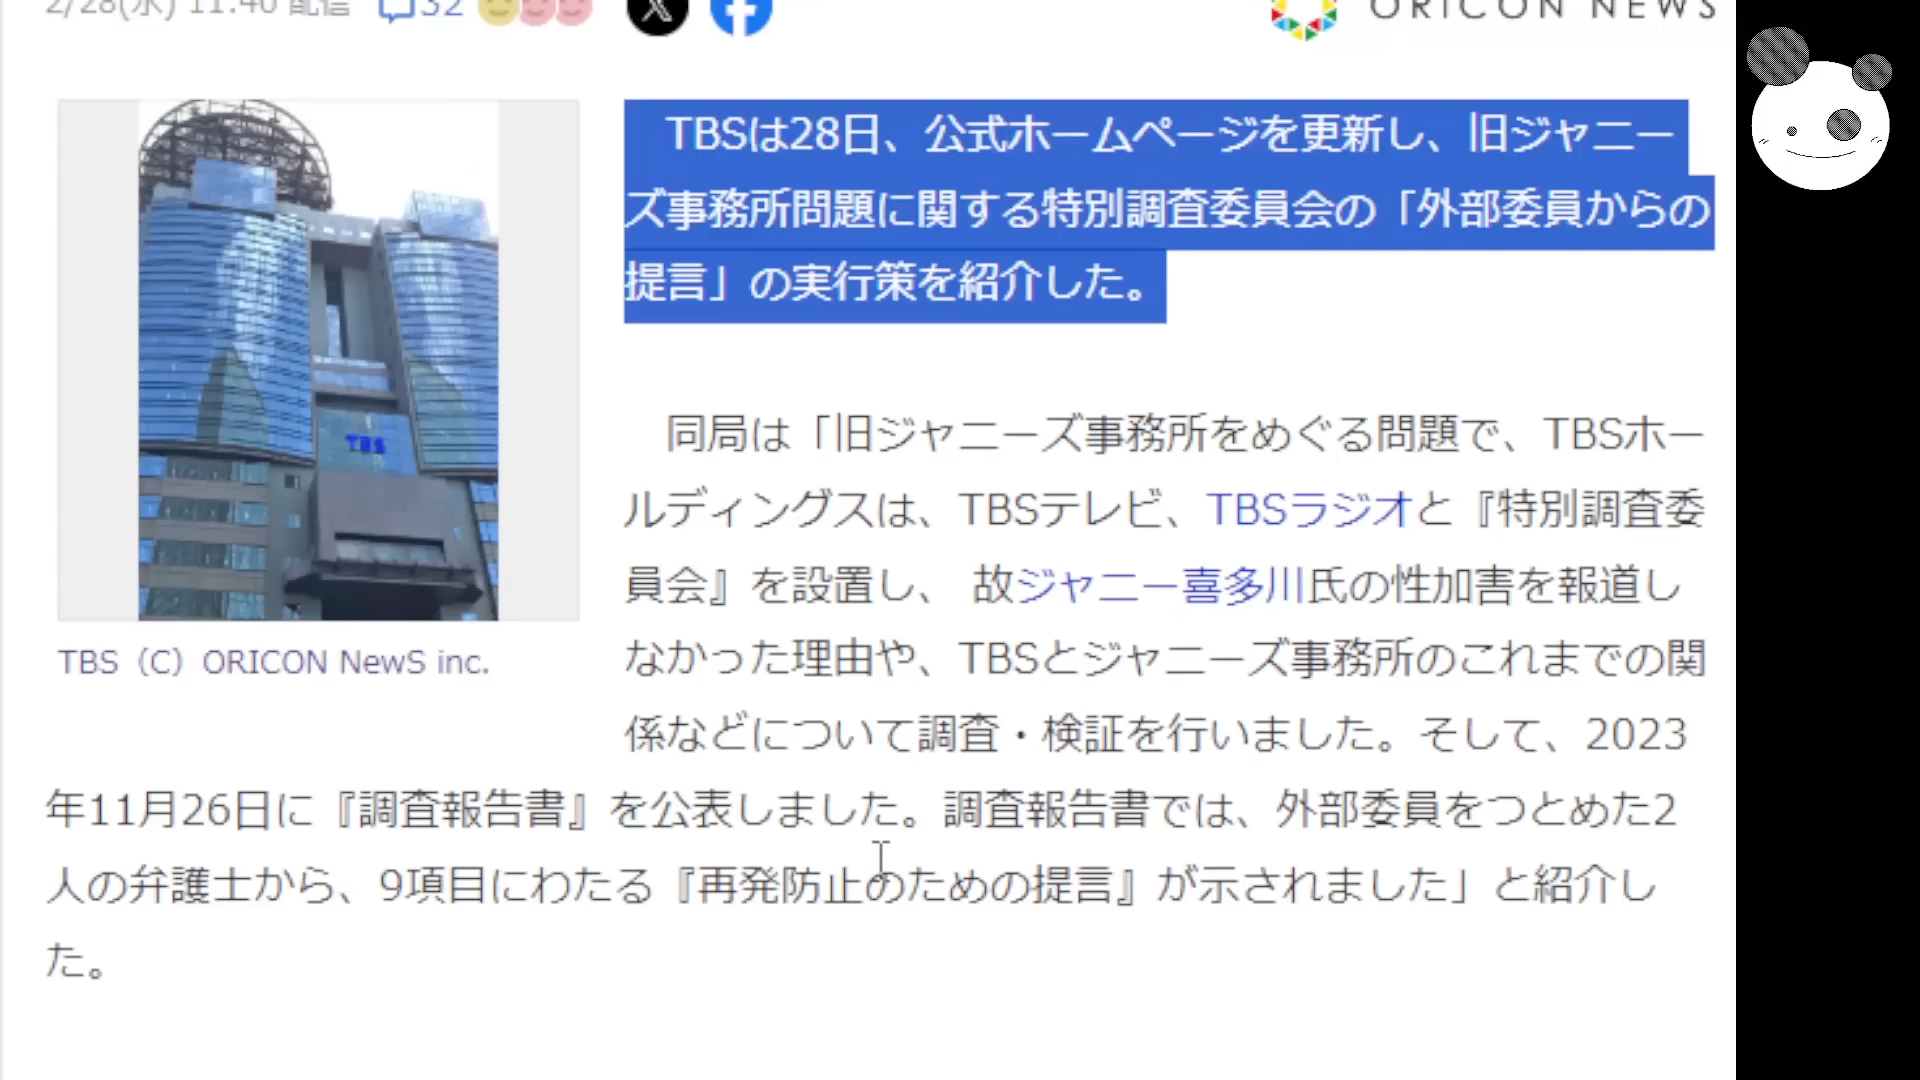 2/28(水) 11:40 配信 32
ORICON NEWS
TBSは28日、公式ホームページを更新し、旧ジャニー
ズ事務所問題に関する特別調査委員会の「外部委員からの
提言」の実行策を紹介した。
TBS
同局は「旧ジャニーズ事務所をめぐる問題で、TBSホー
ルディングスは、TBSテレビ、TBSラジオと『特別調査委
員会』を設置し、 故ジャニー喜多川氏の性加害を報道し
TBS（C）ORICON NewS inc.
なかった理由や、TBSとジャニーズ事務所のこれまでの関
係などについて調査・検証を行いました。そして、2023
年11月26日に『調査報告書』を公表しました。調査報告書では、外部委員をつとめた2
人の弁護士から、9項目にわたる『再発防止のための提言』が示されました」と紹介し
た。